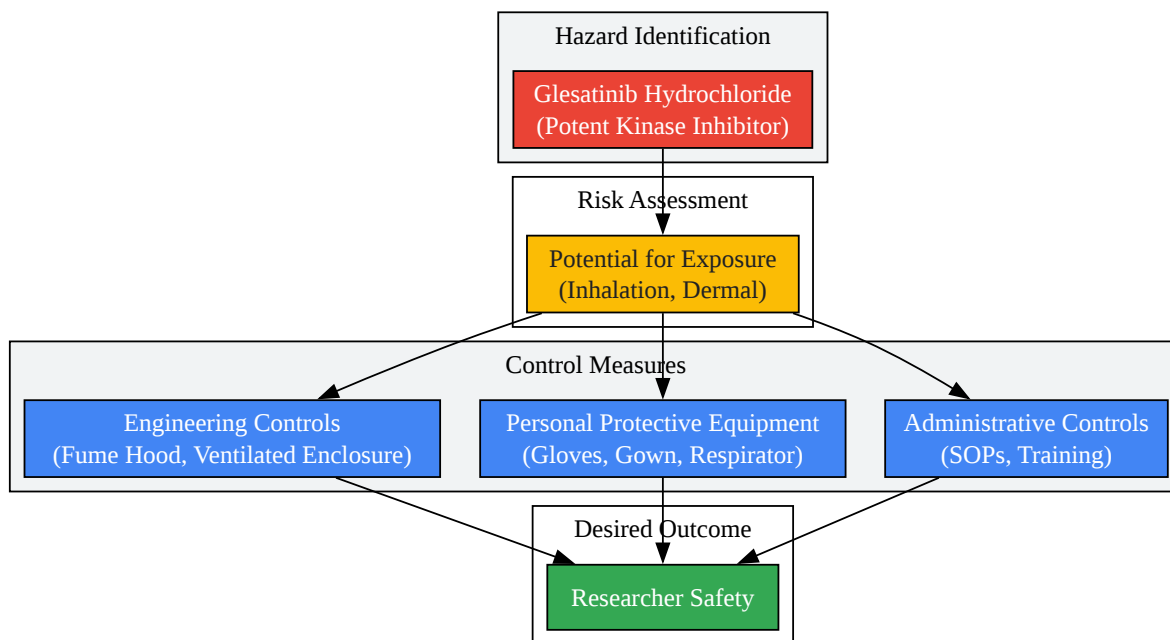 Hazard Identification
Glesatinib Hydrochloride
(Potent Kinase Inhibitor)
Risk Assessment
Potential for Exposure
(Inhalation, Dermal)
Control Measures
Engineering Controls
(Fume Hood, Ventilated Enclosure)
Personal Protective Equipment
(Gloves, Gown, Respirator)
Administrative Controls
(SOPs, Training)
Desired Outcome
Researcher Safety